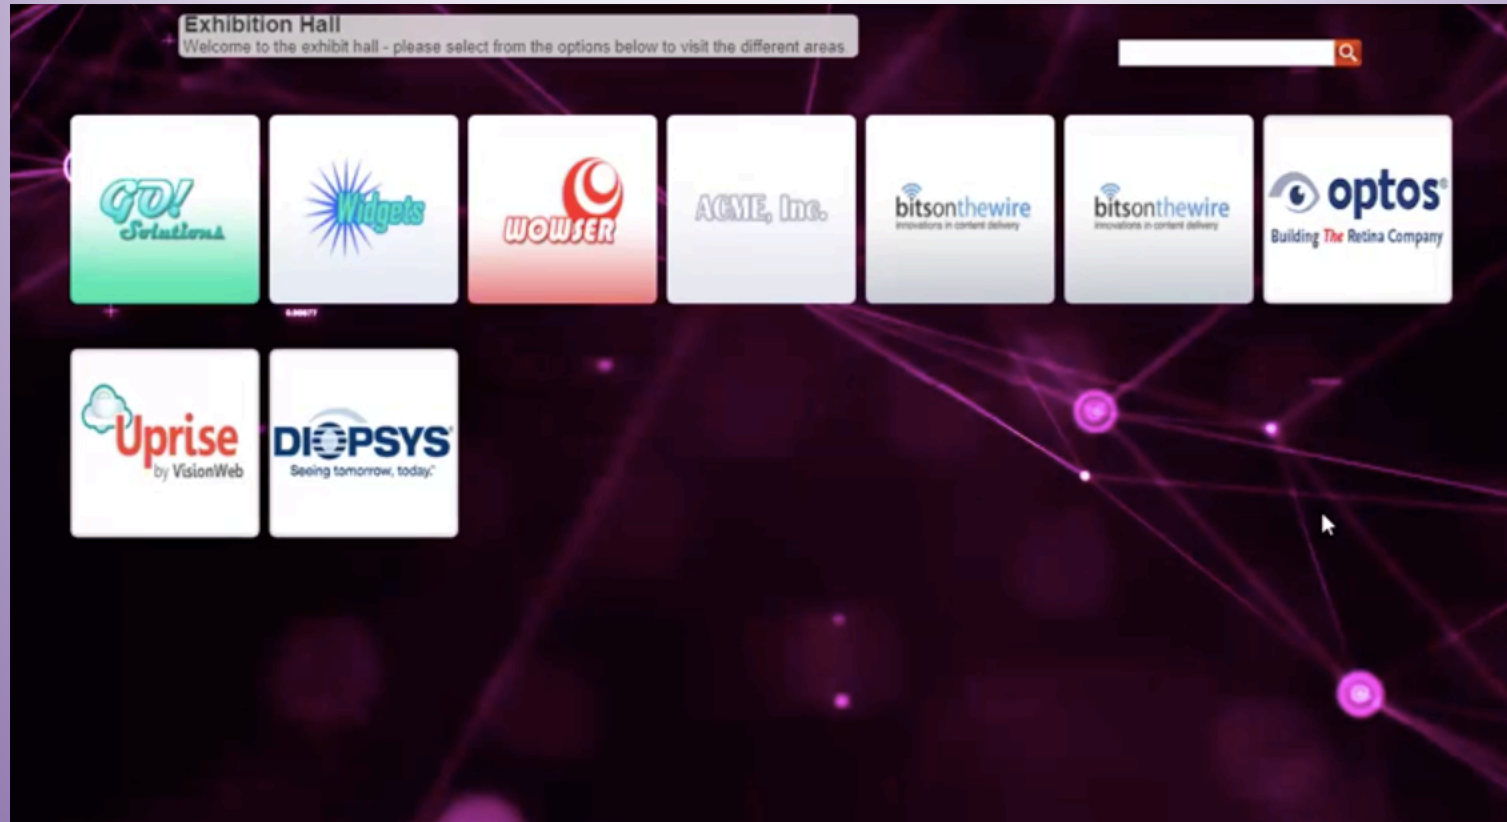 Exhibition Hall
Welcome to the exhibit hall - please select from the options below to visit the different areas
GO!
Solutions
Widgets
WOWSER
ACME, Inc.
bitsonthewire
innovations in content delivery
bitsonthewire
innovations in content delivery
optos®
Building The Retina Company
Uprise
by VisionWeb
DIOPSYS
Seeing tomorrow, today.™